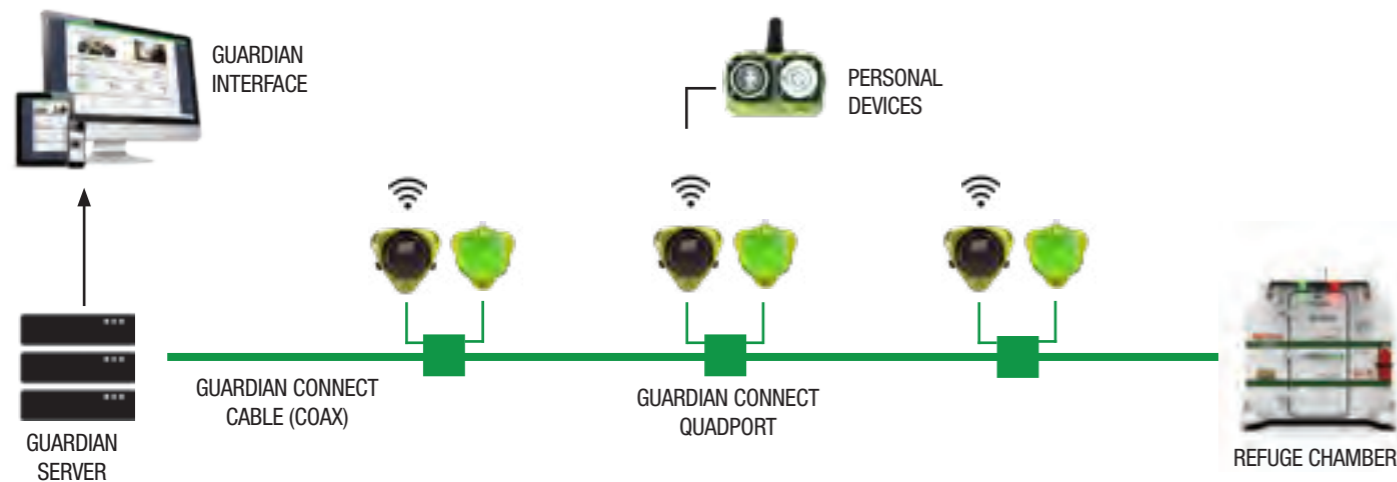 GUARDIAN
INTERFACE
PERSONAL
DEVICES
GUARDIAN CONNECT
CABLE (COAX)
GUARDIAN CONNECT
QUADPORT
GUARDIAN
SERVER
REFUGE CHAMBER